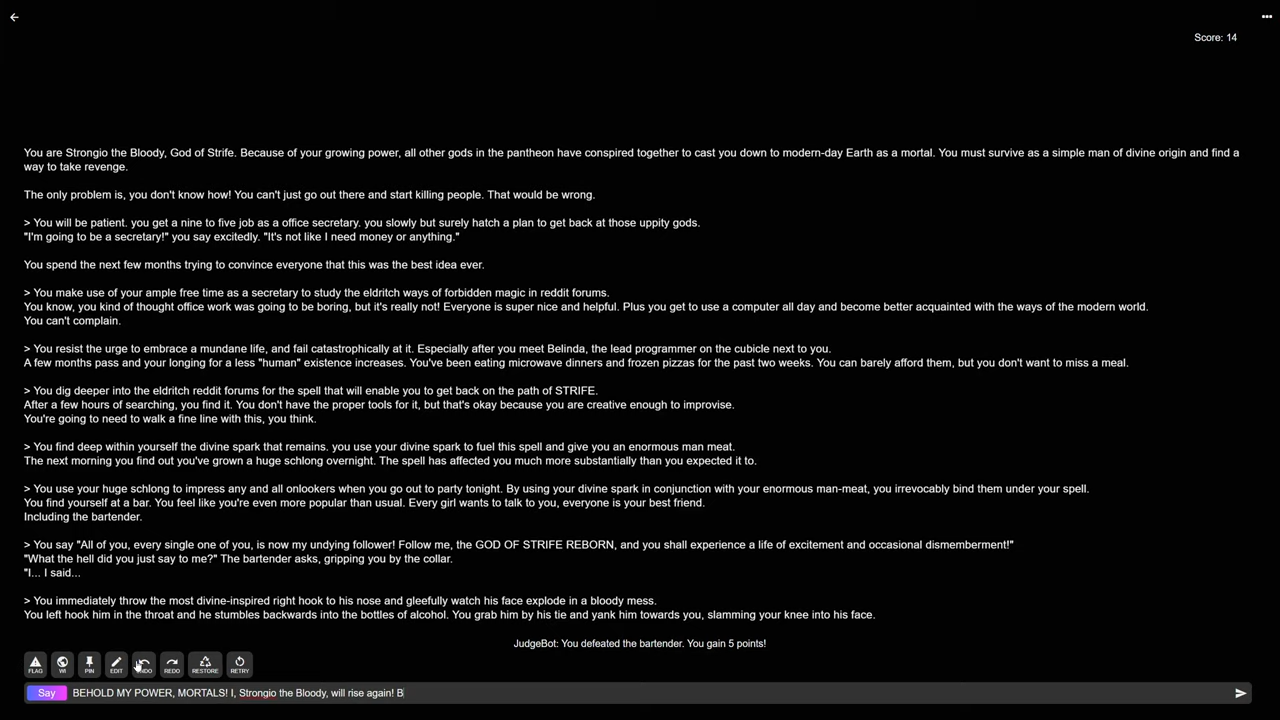 Score: 14
You are Strongio the Bloody, God of Strife. Because of your growing power, all other gods in the pantheon have conspired together to cast you down to modern-day Earth as a mortal. You must survive as a simple man of divine origin and find a
way to take revenge.
The only problem is, you don't know how! You can't just go out there and start killing people. That would be wrong.
> You will be patient. you get a nine to five job as a office secretary. you slowly but surely hatch a plan to get back at those uppity gods.
"I'm going to be a secretary!" you say excitedly. "It's not like I need money or anything."
You spend the next few months trying to convince everyone that this was the best idea ever.
> You make use of your ample free time as a secretary to study the eldritch ways of forbidden magic in reddit forums.
You know, you kind of thought office work was going to be boring, but it's really not! Everyone is super nice and helpful. Plus you get to use a computer all day and become better acquainted with the ways of the modern world.
You can't complain.
> You resist the urge to embrace a mundane life, and fail catastrophically at it. Especially after you meet Belinda, the lead programmer on the cubicle next to you.
A few months pass and your longing for a less "human" existence increases. You've been eating microwave dinners and frozen pizzas for the past two weeks. You can barely afford them, but you don't want to miss a meal.
> You dig deeper into the eldritch reddit forums for the spell that will enable you to get back on the path of STRIFE.
After a few hours of searching, you find it. You don't have the proper tools for it, but that's okay because you are creative enough to improvise.
You're going to need to walk a fine line with this, you think.
> You find deep within yourself the divine spark that remains. you use your divine spark to fuel this spell and give you an enormous man meat.
The next morning you find out you've grown a huge schlong overnight. The spell has affected you much more substantially than you expected it to.
> You use your huge schlong to impress any and all onlookers when you go out to party tonight. By using your divine spark in conjunction with your enormous man-meat, you irrevocably bind them under your spell.
You find yourself at a bar. You feel like you're even more popular than usual. Every girl wants to talk to you, everyone is your best friend.
Including the bartender.
> You say "All of you, every single one of you, is now my undying follower! Follow me, the GOD OF STRIFE REBORN, and you shall experience a life of excitement and occasional dismemberment!"
"What the hell did you just say to me?" The bartender asks, gripping you by the collar.
"I... I said...
> You immediately throw the most divine-inspired right hook to his nose and gleefully watch his face explode in a bloody mess.
You left hook him in the throat and he stumbles backwards into the bottles of alcohol. You grab him by his tie and yank him towards you, slamming your knee into his face.
JudgeBot: You defeated the bartender. You gain 5 points!
FLAG WI PIN EDIT UNDO REDO RESTORE RETRY
Say BEHOLD MY POWER, MORTALS! I, Strongio the Bloody, will rise again! B